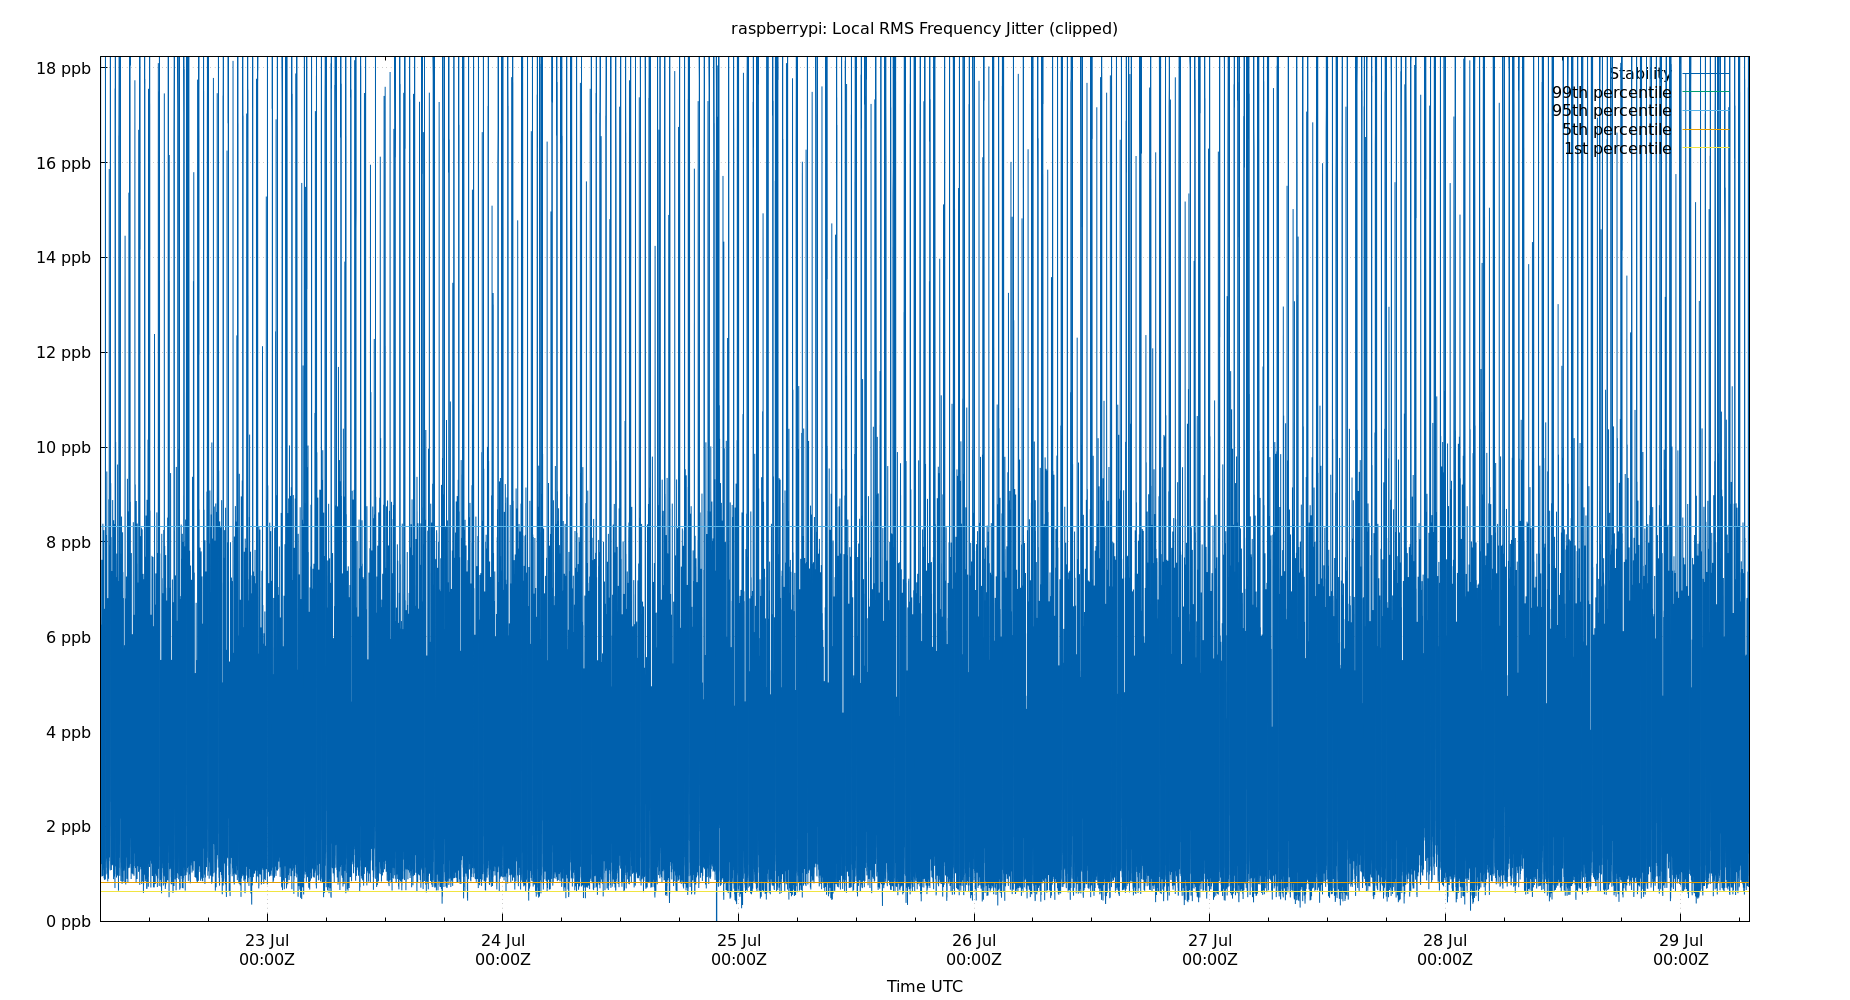 raspberrypi: Local RMS Frequency Jitter (clipped)
18 ppb
16 ppb
14 ppb
12 ppb
10 ppb
8 ppb
6 ppb
4 ppb
2 ppb
0 ppb
Stability
99th percentile
95th percentile
5th percentile
1st percentile
23 Jul
00:00Z
24 Jul
00:00Z
25 Jul
00:00Z
26 Jul
00:00Z
27 Jul
00:00Z
28 Jul
00:00Z
29 Jul
00:00Z
Time UTC